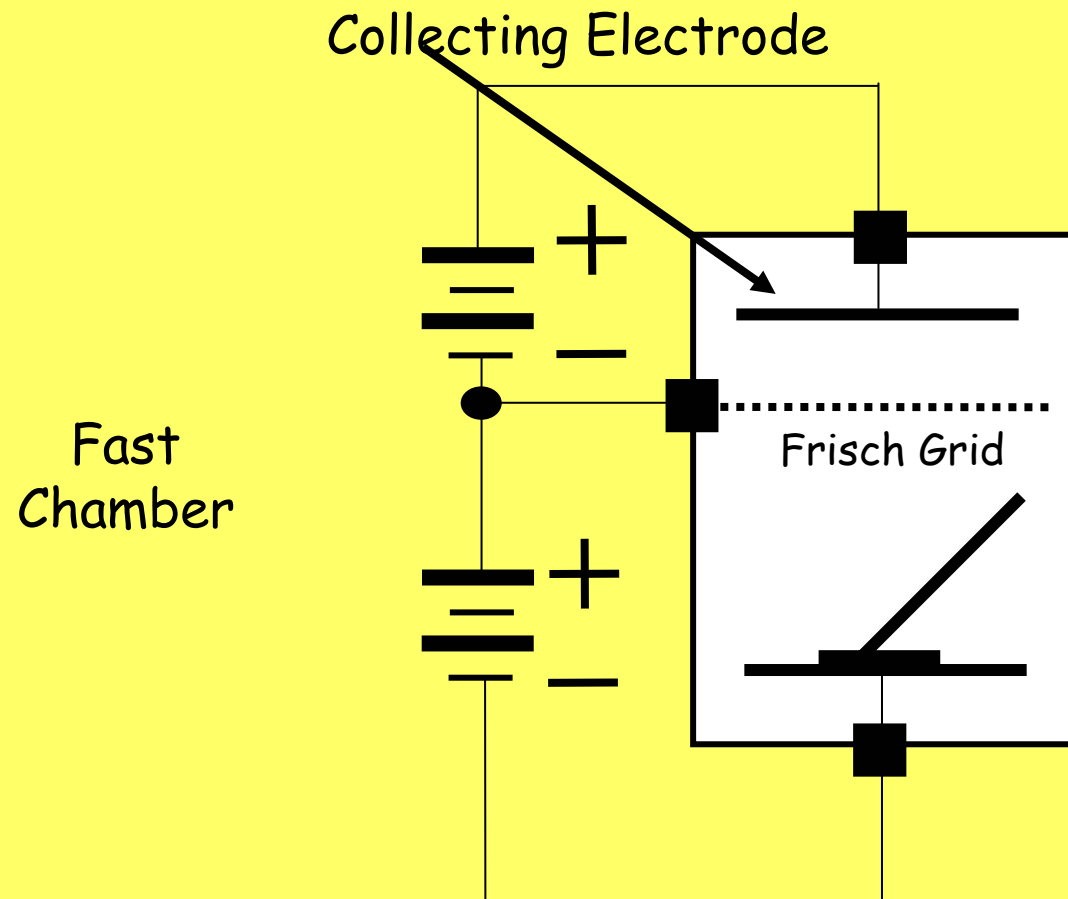 Collecting Electrode
+
–
Frisch Grid
Fast
Chamber
+
–